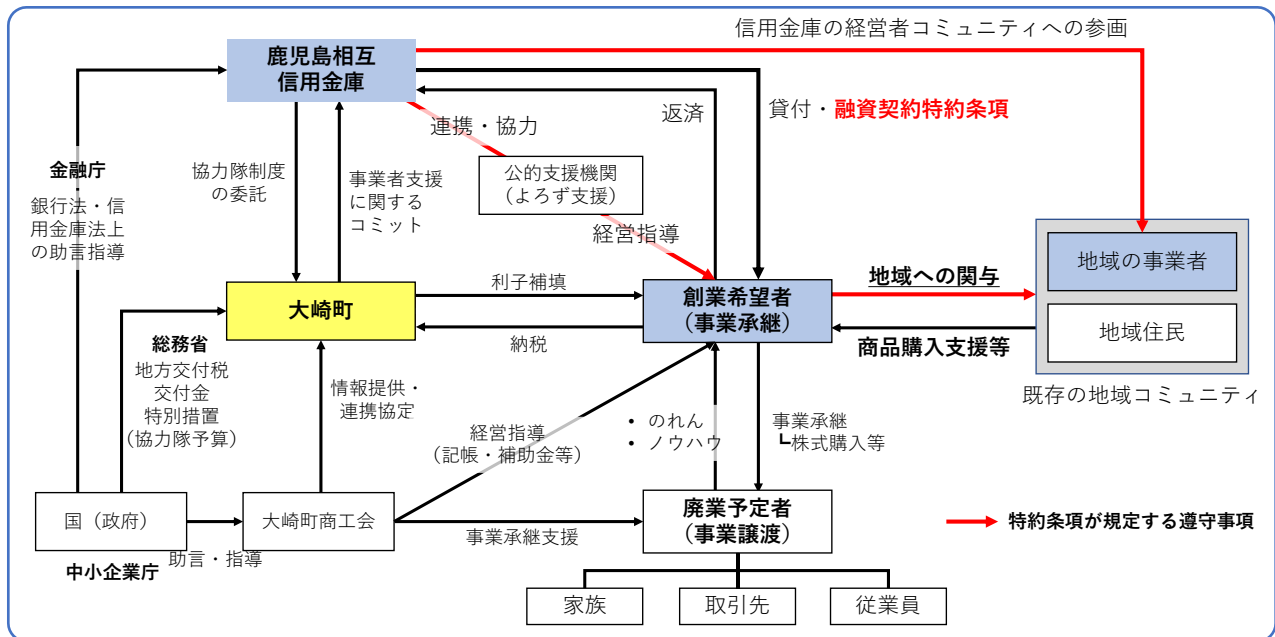 信用金庫の経営者コミュニティへの参画
鹿児島相互
信用金庫
返済
貸付・融資契約特約条項
連携・協力
公的支援機関
（よろず支援）
経営指導
金融庁
銀行法・信
用金庫法上
の助言指導
協力隊制度
の委託
事業者支援
に関する
コミット
地域の事業者
地域住民
既存の地域コミュニティ
地域への関与
商品購入支援等
大崎町
利子補填
納税
創業希望者
（事業承継）
総務省
地方交付税
交付金
特別措置
（協力隊予算）
情報提供・
連携協定
経営指導
（記帳・補助金等）
• のれん
• ノウハウ
事業承継
┗株式購入等
国（政府）
大崎町商工会
助言・指導
中小企業庁
事業承継支援
廃業予定者
（事業譲渡）
特約条項が規定する遵守事項
家族
取引先
従業員